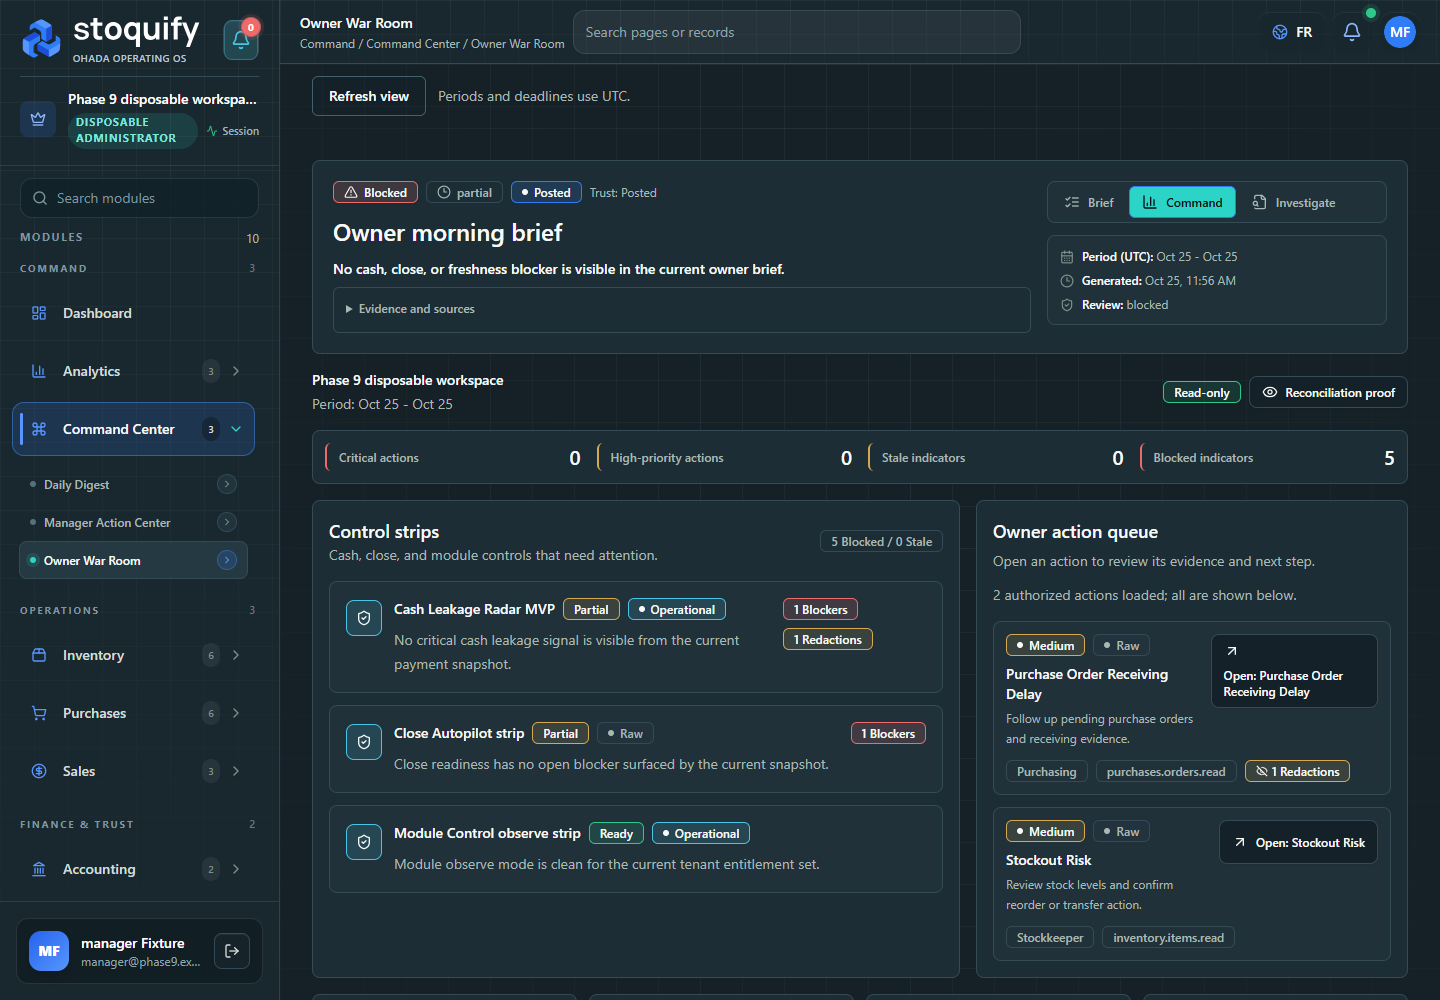 stoquify
OHADA OPERATING OS
0
Phase 9 disposable workspa...
DISPOSABLE
ADMINISTRATOR
Session
Search modules
MODULES
10
COMMAND
3
Dashboard
Analytics
3
Command Center
3
Daily Digest
Manager Action Center
Owner War Room
OPERATIONS
3
Inventory
6
Purchases
6
Sales
3
FINANCE & TRUST
2
Accounting
2
MF
manager Fixture
manager@phase9.ex...
Owner War Room
Command / Command Center / Owner War Room
Search pages or records
FR
MF
Refresh view
Periods and deadlines use UTC.
Blocked
partial
Posted
Trust: Posted
Owner morning brief
No cash, close, or freshness blocker is visible in the current owner brief.
Evidence and sources
Brief
Command
Investigate
Period (UTC): Oct 25 - Oct 25
Generated: Oct 25, 11:56 AM
Review: blocked
Phase 9 disposable workspace
Period: Oct 25 - Oct 25
Read-only
Reconciliation proof
Critical actions
0
High-priority actions
0
Stale indicators
0
Blocked indicators
5
Control strips
Cash, close, and module controls that need attention.
5 Blocked / 0 Stale
Cash Leakage Radar MVP
Partial
Operational
No critical cash leakage signal is visible from the current
payment snapshot.
1 Blockers
1 Redactions
Close Autopilot strip
Partial
Raw
Close readiness has no open blocker surfaced by the current snapshot.
1 Blockers
Module Control observe strip
Ready
Operational
Module observe mode is clean for the current tenant entitlement set.
Owner action queue
Open an action to review its evidence and next step.
2 authorized actions loaded; all are shown below.
Medium
Raw
Purchase Order Receiving
Delay
Follow up pending purchase orders
and receiving evidence.
Open: Purchase Order
Receiving Delay
Purchasing
purchases.orders.read
1 Redactions
Medium
Raw
Stockout Risk
Review stock levels and confirm
reorder or transfer action.
Open: Stockout Risk
Stockkeeper
inventory.items.read